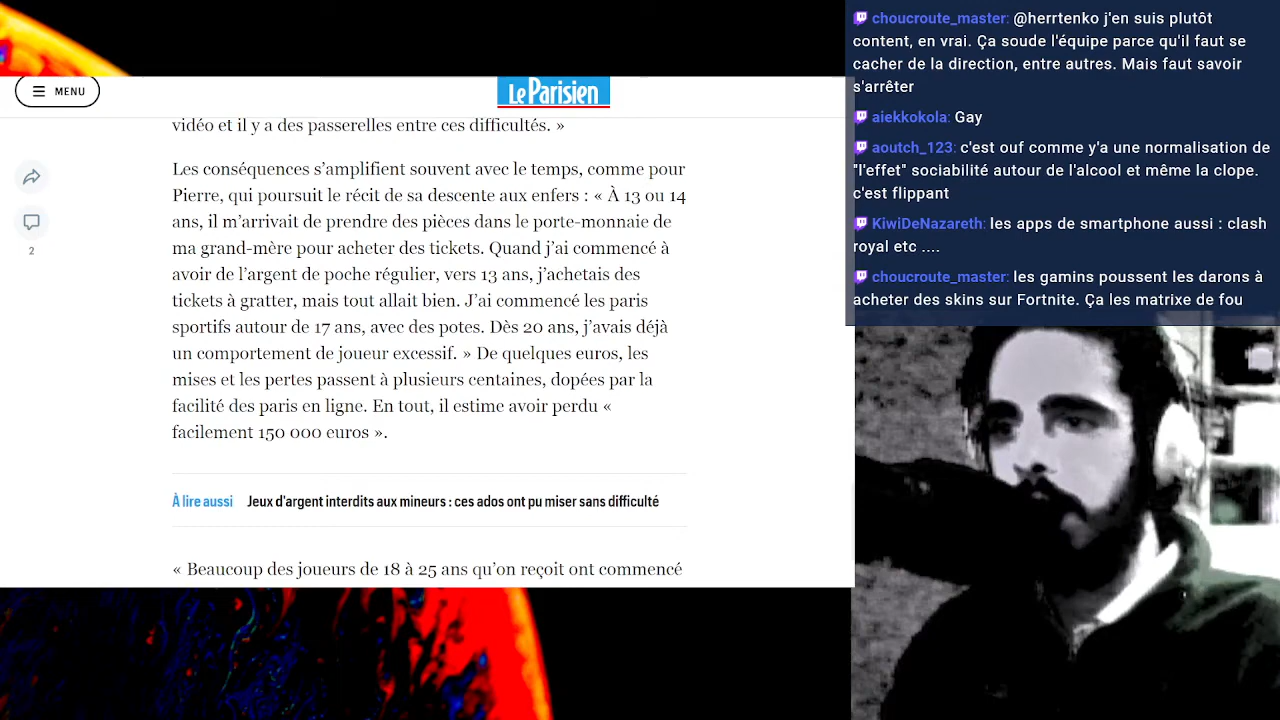 MENU
Le Parisien
vidéo et il y a des passerelles entre ces difficultés. »
Les conséquences s’amplifient souvent avec le temps, comme pour
Pierre, qui poursuit le récit de sa descente aux enfers : « À 13 ou 14
ans, il m’arrivait de prendre des pièces dans le porte-monnaie de
ma grand-mère pour acheter des tickets. Quand j’ai commencé à
avoir de l’argent de poche régulier, vers 13 ans, j’achetais des
tickets à gratter, mais tout allait bien. J’ai commencé les paris
sportifs autour de 17 ans, avec des potes. Dès 20 ans, j’avais déjà
un comportement de joueur excessif. » De quelques euros, les
mises et les pertes passent à plusieurs centaines, dopées par la
facilité des paris en ligne. En tout, il estime avoir perdu «
facilement 150 000 euros ».
2
À lire aussi Jeux d'argent interdits aux mineurs : ces ados ont pu miser sans difficulté
« Beaucoup des joueurs de 18 à 25 ans qu’on reçoit ont commencé
choucroute_master: @herrtenko j'en suis plutôt
content, en vrai. Ça soude l'équipe parce qu'il faut se
cacher de la direction, entre autres. Mais faut savoir
s'arrêter
aiekkokola: Gay
aoutch_123: c'est ouf comme y'a une normalisation de
"l'effet" sociabilité autour de l'alcool et même la clope.
c'est flippant
KiwiDeNazareth: les apps de smartphone aussi : clash
royal etc ....
choucroute_master: les gamins poussent les darons à
acheter des skins sur Fortnite. Ça les matrixe de fou